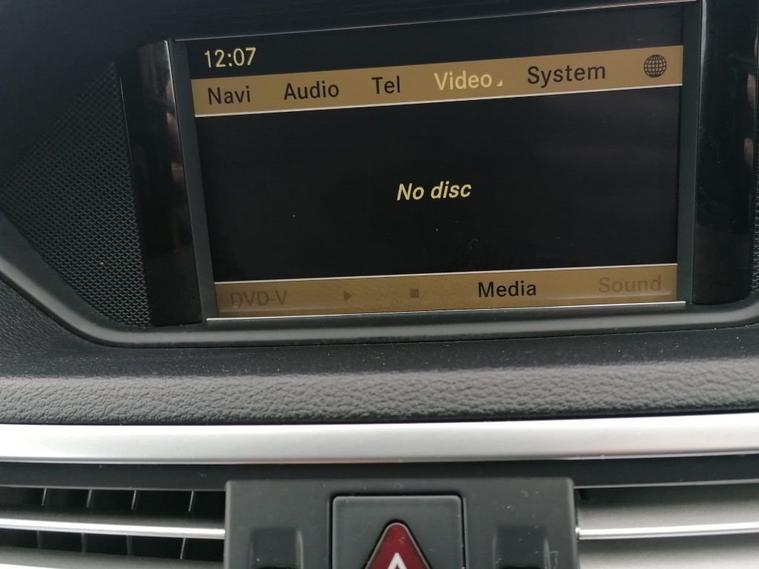 12:07
Navi Audio Tel Video System
No disc
DVD-V Media Sound